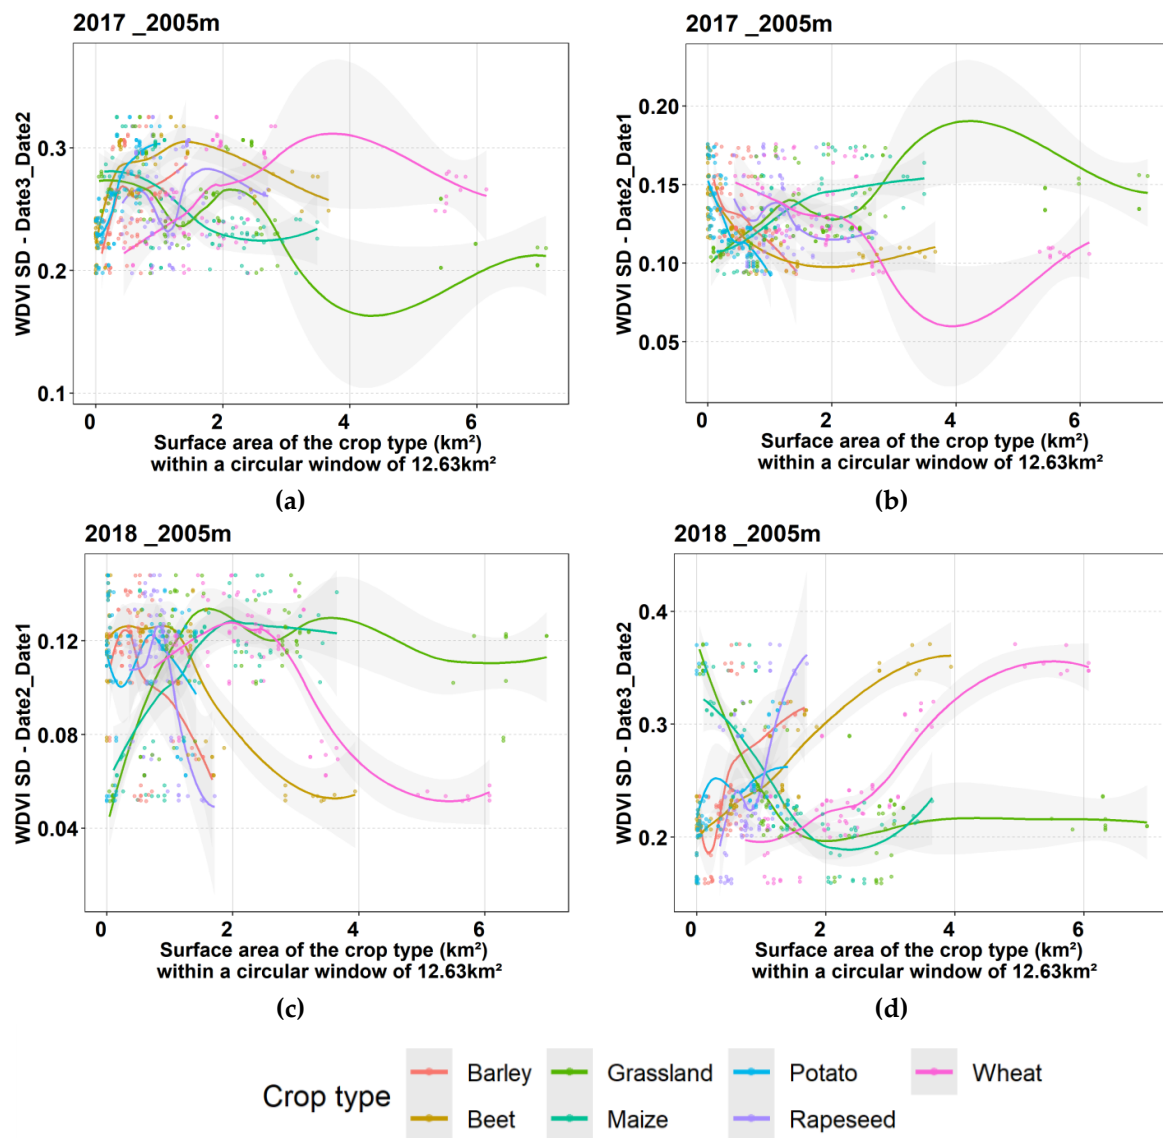 2017 _2005m
WDVI SD - Date3_Date2
0.3
0.2
0.1
0 2 4 6
Surface area of the crop type (km²)
within a circular window of 12.63km²
(a)
2017 _2005m
WDVI SD - Date2_Date1
0.20
0.15
0.10
0.05
0 2 4 6
Surface area of the crop type (km²)
within a circular window of 12.63km²
(b)
2018 _2005m
WDVI SD - Date2_Date1
0.12
0.08
0.04
0 2 4 6
Surface area of the crop type (km²)
within a circular window of 12.63km²
(c)
2018 _2005m
WDVI SD - Date3_Date2
0.4
0.3
0.2
0 2 4 6
Surface area of the crop type (km²)
within a circular window of 12.63km²
(d)
Crop type
Barley Grassland Potato Wheat
Beet Maize Rapeseed